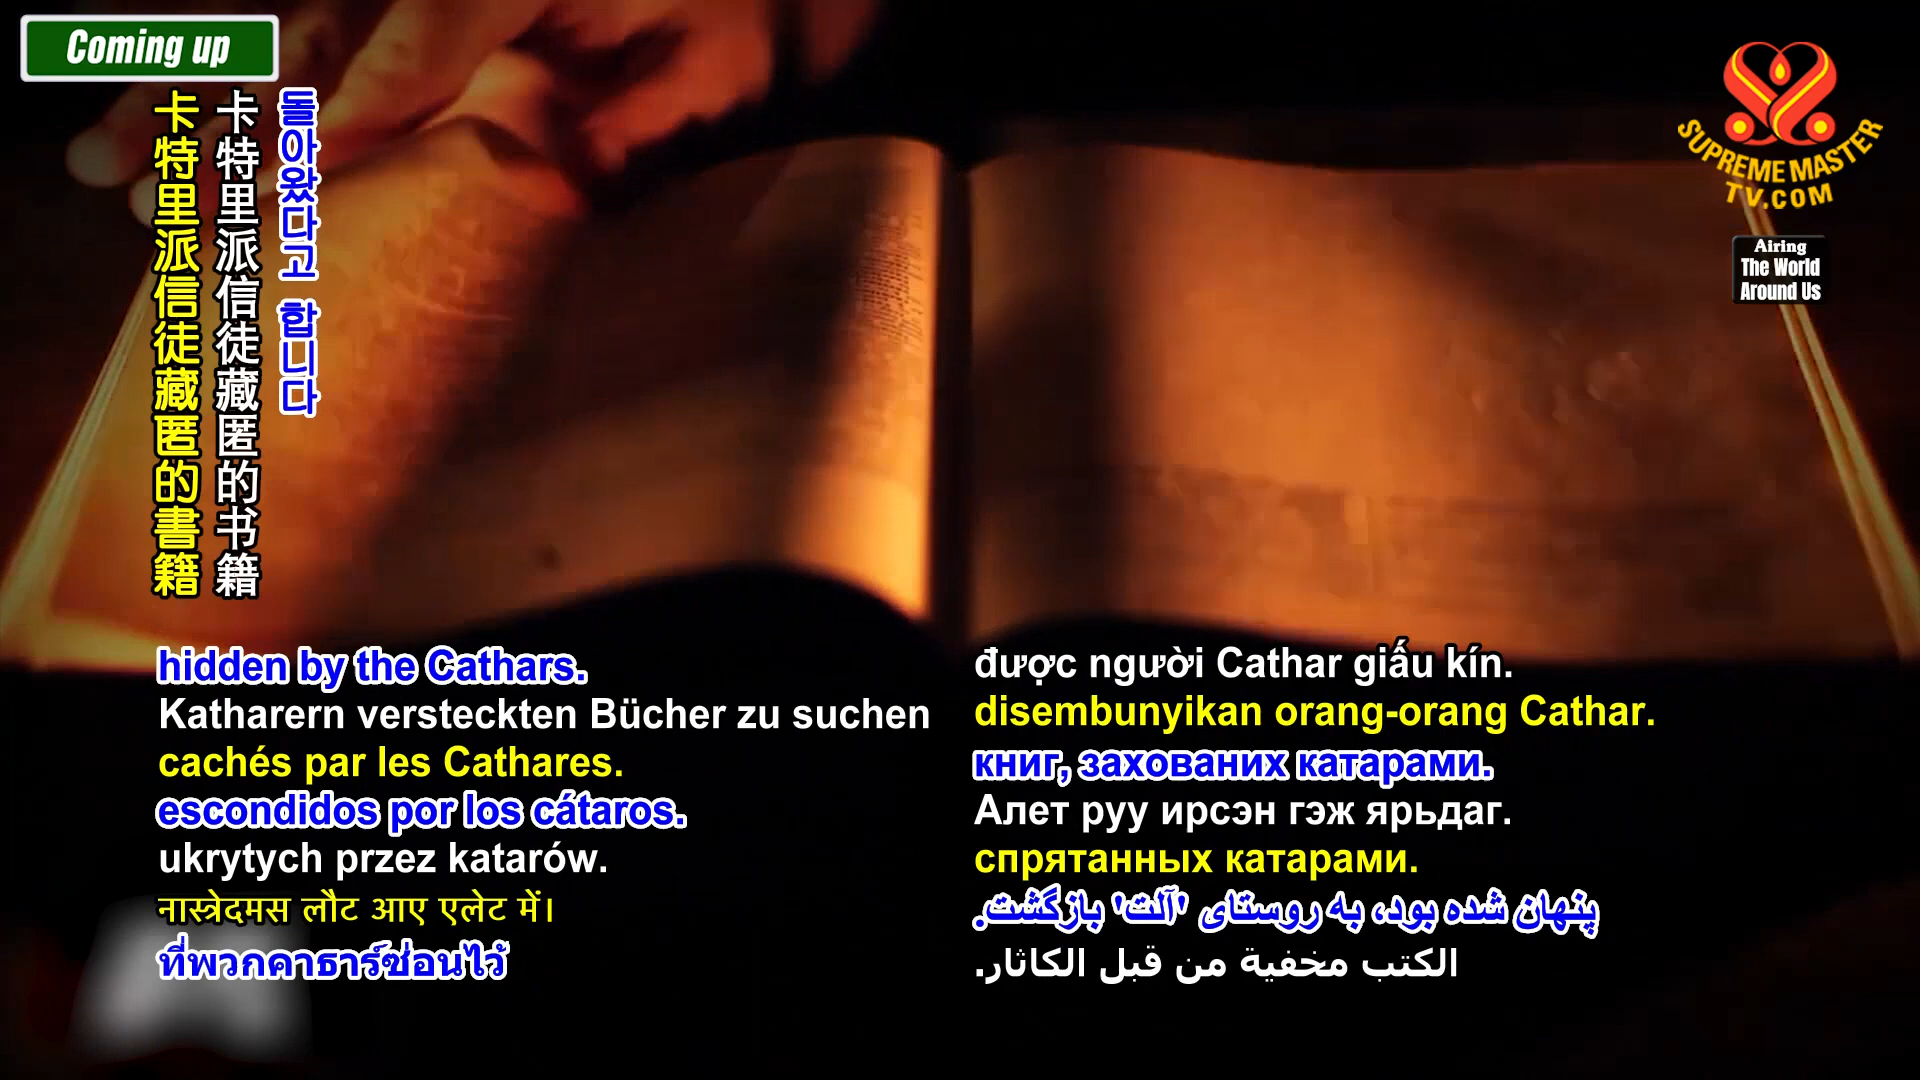 Coming up
SUPREME MASTER
TV.COM
Airing
The World
Around Us
돌아왔다고 합니다
卡特里派信徒藏匿的书籍
卡特里派信徒藏匿的書籍
hidden by the Cathars.
Katharern versteckten Bücher zu suchen
cachés par les Cathares.
escondidos por los cátaros.
ukrytych przez katarów.
नास्त्रेदमस लौट आए एलेट में।
ที่พวกคาธาร์ซ่อนไว้
được người Cathar giấu kín.
disembunyikan orang-orang Cathar.
книг, захованих катарами.
Алет руу ирсэн гэж ярьдаг.
спрятанных катарами.
پنهان شده بود، به روستای 'آلت' بازگشت.
الكتب مخفية من قبل الكاثار.